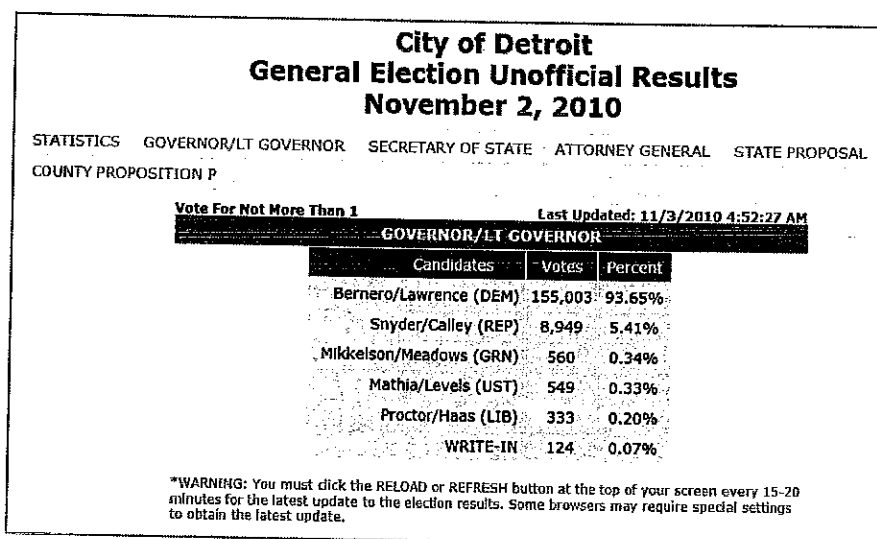 City of Detroit
General Election Unofficial Results
November 2, 2010
STATISTICS GOVERNOR/LT GOVERNOR SECRETARY OF STATE ATTORNEY GENERAL STATE PROPOSAL
COUNTY PROPOSITION P
Vote For Not More Than 1 Last Updated: 11/3/2010 4:52:27 AM
GOVERNOR/LT GOVERNOR
Candidates Votes Percent
Bernero/Lawrence (DEM) 155,003 93.65%
Snyder/Calley (REP) 8,949 5.41%
Mikkelson/Meadows (GRN) 560 0.34%
Mathia/Levels (UST) 549 0.33%
Proctor/Haas (LIB) 333 0.20%
WRITE-IN 124 0.07%
*WARNING: You must click the RELOAD or REFRESH button at the top of your screen every 15-20
minutes for the latest update to the election results. Some browsers may require special settings
to obtain the latest update.